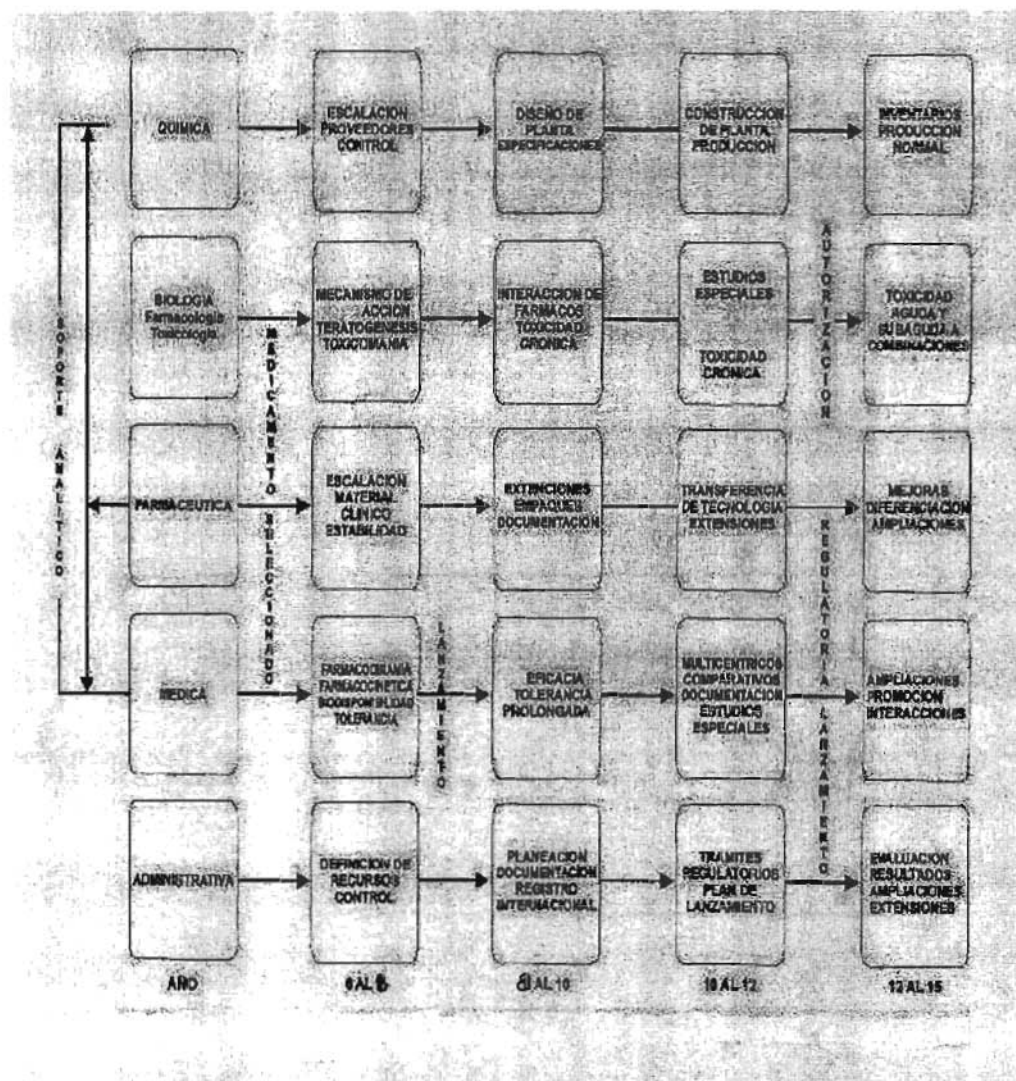 QUIMICA
ESCALACION
PROVEEDORES
CONTROL
DISEÑO DE
PLANTA
ESPECIFICACIONES
CONSTRUCCION
DE PLANTA
PRODUCCION
INVENTARIOS
PRODUCCION
NORMAL
BIOLOGIA
Farmacologia
Toxicologia
MECANISMO DE
ACCION
TERATOGENESIS
TOXICOMANIA
INTERACCION DE
FARMACOS
TOXICIDAD
CRONICA
ESTUDIOS
ESPECIALES
TOXICIDAD
CRONICA
TOXICIDAD
AGUDA Y
SUBAGUDA A
COMBINACIONES
FARMACEUTICA
ESCALACION
MATERIAL
CLINICO
ESTABILIDAD
EXTENCIONES
EMPAQUES
DOCUMENTACION
TRANSFERENCIA
DE TECNOLOGIA
EXTENSIONES
MEJORAS
DIFERENCIACION
AMPLIACIONES
MEDICA
FARMACOCINETICA
TOLERANCIA
EFICACIA
TOLERANCIA
PROLONGADA
MULTICENTRICOS
COMPARATIVOS
DOCUMENTACION
ESTUDIOS
ESPECIALES
AMPLIACIONES
PROMOCION
INTERACCIONES
ADMINISTRATIVA
DEFINICION DE
RECURSOS
CONTROL
PLANEACION
DOCUMENTACION
REGISTRO
INTERNACIONAL
TRAMITES
REGULATORIOS
PLAN DE
LANZAMIENTO
EVALUACION
RESULTADOS
AMPLIACIONES
EXTENSIONES
SOPORTE ANALITICO
MEDICAMENTO SELECCIONADO
LANZAMIENTO
AUTORIZACION
REGULATORIA LANZAMIENTO
AÑO
10 AL 12
12 AL 15